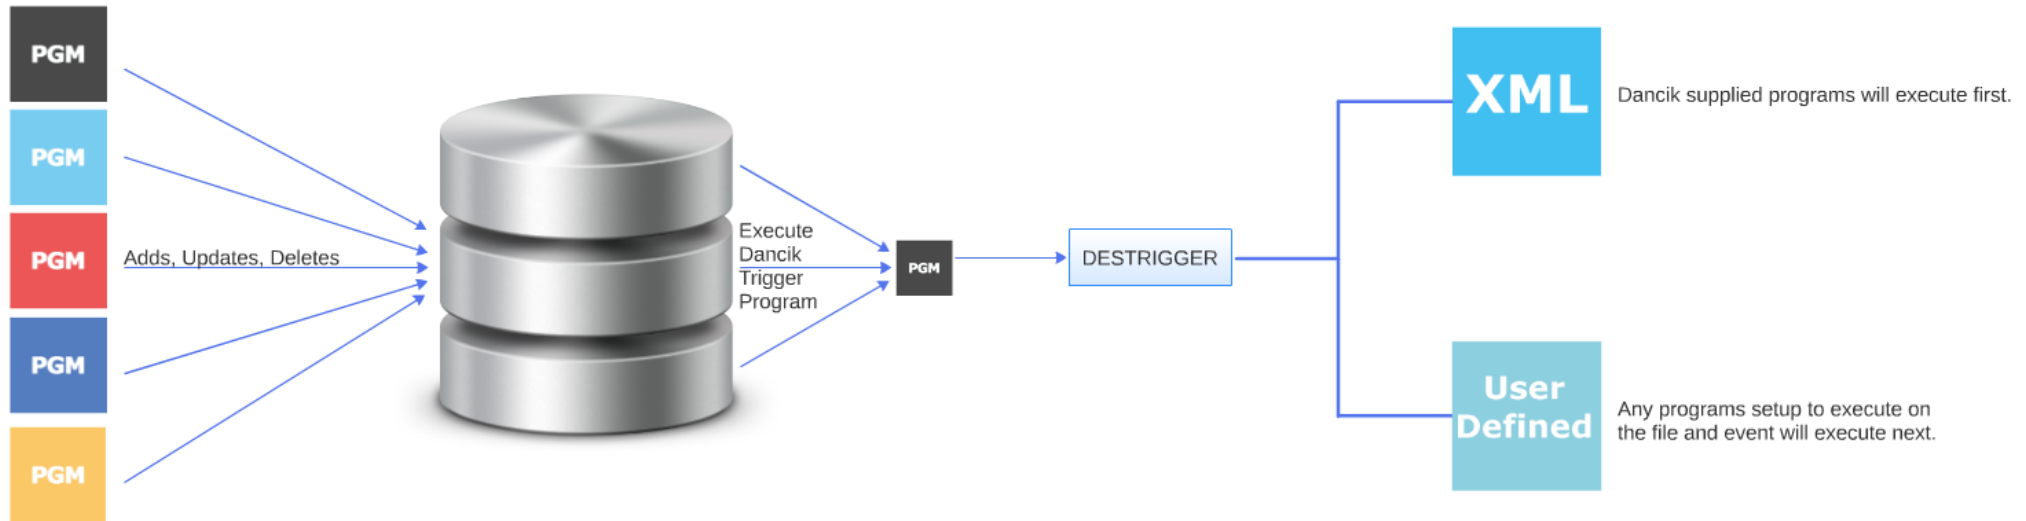 PGM
PGM
PGM
PGM
PGM
Adds, Updates, Deletes
Execute
Dancik
Trigger
Program
PGM
DESTRIGGER
XML
Dancik supplied programs will execute first.
User
Defined
Any programs setup to execute on
the file and event will execute next.